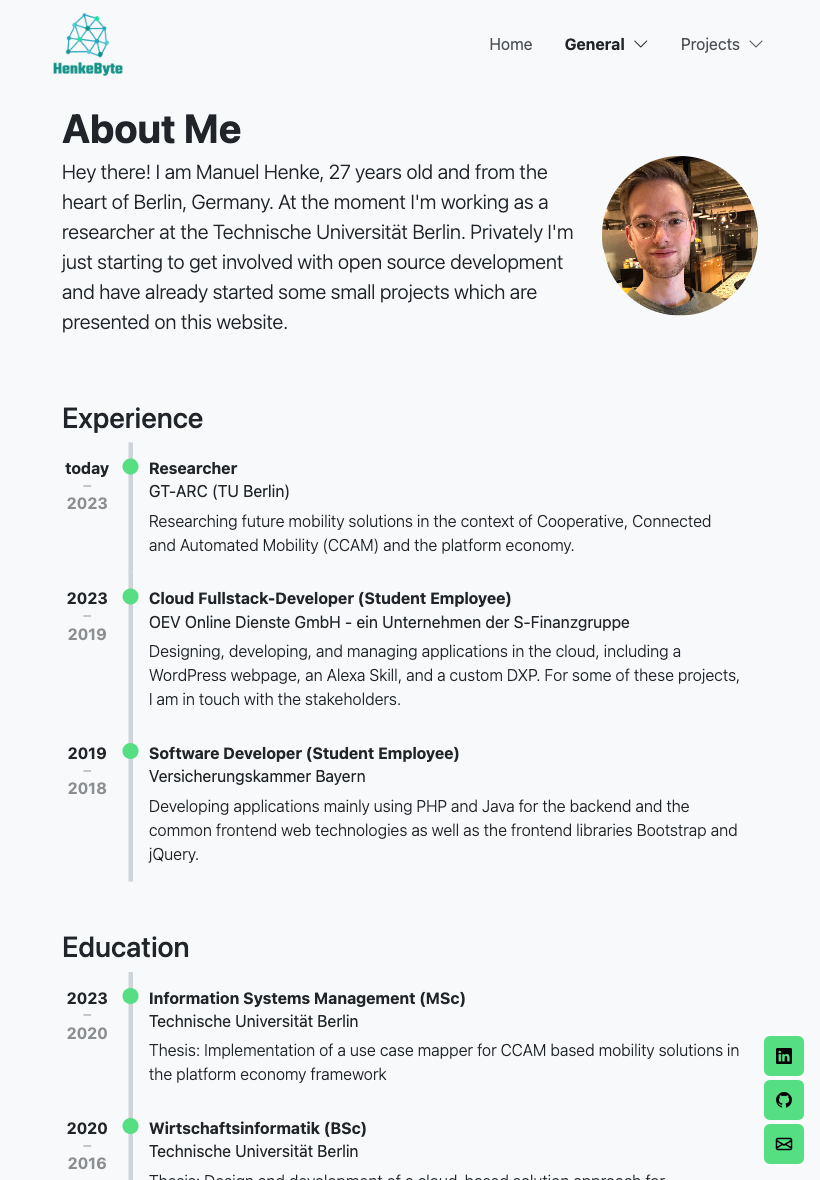 HenkeByte
Home
General
Projects
About Me
Hey there! I am Manuel Henke, 27 years old and from the
heart of Berlin, Germany. At the moment I'm working as a
researcher at the Technische Universität Berlin. Privately I'm
just starting to get involved with open source development
and have already started some small projects which are
presented on this website.
Experience
today
–
2023
Researcher
GT-ARC (TU Berlin)
Researching future mobility solutions in the context of Cooperative, Connected
and Automated Mobility (CCAM) and the platform economy.
2023
–
2019
Cloud Fullstack-Developer (Student Employee)
OEV Online Dienste GmbH - ein Unternehmen der S-Finanzgruppe
Designing, developing, and managing applications in the cloud, including a
WordPress webpage, an Alexa Skill, and a custom DXP. For some of these projects,
I am in touch with the stakeholders.
2019
–
2018
Software Developer (Student Employee)
Versicherungskammer Bayern
Developing applications mainly using PHP and Java for the backend and the
common frontend web technologies as well as the frontend libraries Bootstrap and
jQuery.
Education
2023
–
2020
Information Systems Management (MSc)
Technische Universität Berlin
Thesis: Implementation of a use case mapper for CCAM based mobility solutions in
the platform economy framework
2020
–
2016
Wirtschaftsinformatik (BSc)
Technische Universität Berlin
Thesis: Design and development of a cloud-based solution approach for